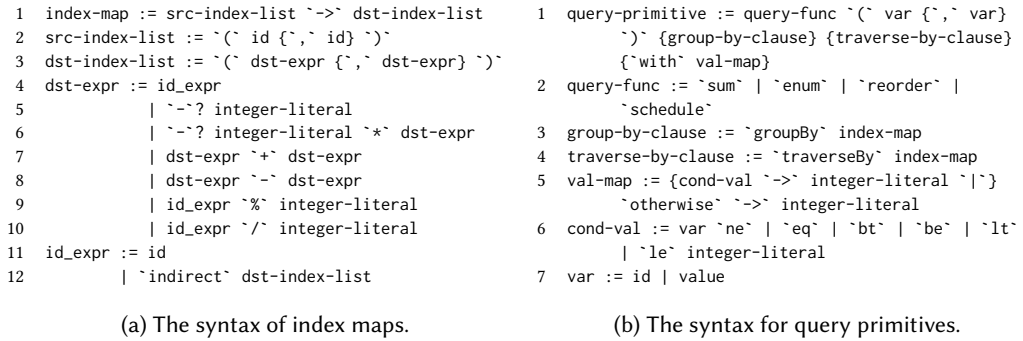 1 index-map := src-index-list `->` dst-index-list
2 src-index-list := `(` id {`,` id} `)`
3 dst-index-list := `(` dst-expr {`,` dst-expr} `)`
4 dst-expr := id_expr
5 | `-`? integer-literal
6 | `-`? integer-literal `*` dst-expr
7 | dst-expr `+` dst-expr
8 | dst-expr `-` dst-expr
9 | id_expr `%` integer-literal
10 | id_expr `/` integer-literal
11 id_expr := id
12 | `indirect` dst-index-list
(a) The syntax of index maps.
1 query-primitive := query-func `(` var {`,` var}
`)` {group-by-clause} {traverse-by-clause}
{`with` val-map}
2 query-func := `sum` | `enum` | `reorder` |
`schedule`
3 group-by-clause := `groupBy` index-map
4 traverse-by-clause := `traverseBy` index-map
5 val-map := {cond-val `->` integer-literal `|`}
`otherwise` `->` integer-literal
6 cond-val := var `ne` | `eq` | `bt` | `be` | `lt`
| `le` integer-literal
7 var := id | value
(b) The syntax for query primitives.